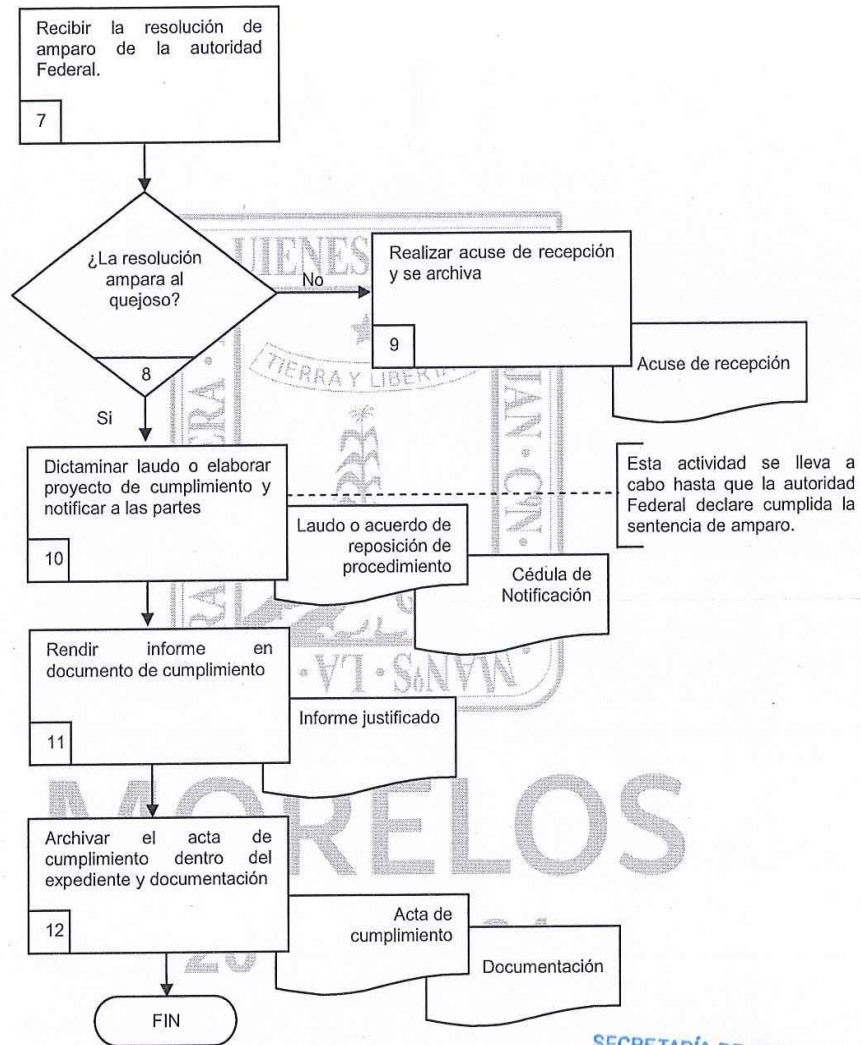 Recibir la resolución de
amparo de la autoridad
Federal.
7
¿La resolución
ampara al
quejoso?
8
No
Realizar acuse de recepción
y se archiva
9
Acuse de recepción
Si
Dictaminar laudo o elaborar
proyecto de cumplimiento y
notificar a las partes
10
Esta actividad se lleva a
cabo hasta que la autoridad
Federal declare cumplida la
sentencia de amparo.
Laudo o acuerdo de
reposición de
procedimiento
Cédula de
Notificación
Rendir informe en
documento de cumplimiento
11
Informe justificado
Archivar el acta de
cumplimiento dentro del
expediente y documentación
12
Acta de
cumplimiento
Documentación
FIN
UIENES
TIERRA Y
MORELOS
SECRETARÍA